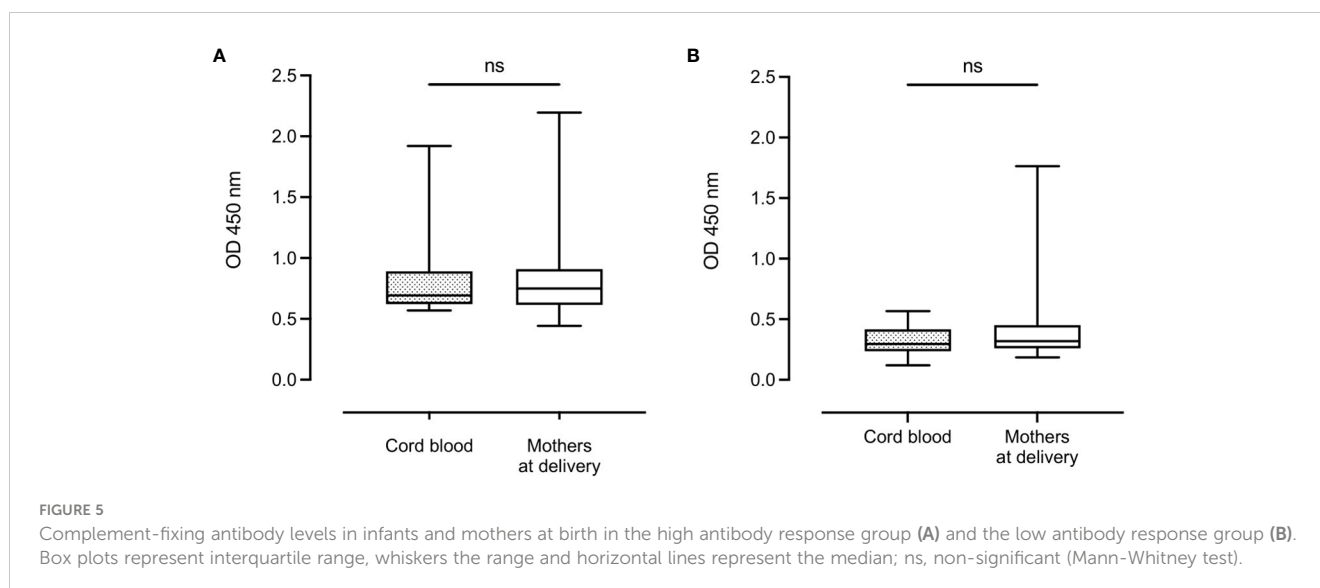 A
ns
2.5
2.0
1.5
1.0
0.5
0.0
OD 450 nm
Cord blood
Mothers
at delivery
B
ns
2.5
2.0
1.5
1.0
0.5
0.0
OD 450 nm
Cord blood
Mothers
at delivery
FIGURE 5
Complement-fixing antibody levels in infants and mothers at birth in the high antibody response group (A) and the low antibody response group (B).
Box plots represent interquartile range, whiskers the range and horizontal lines represent the median; ns, non-significant (Mann-Whitney test).